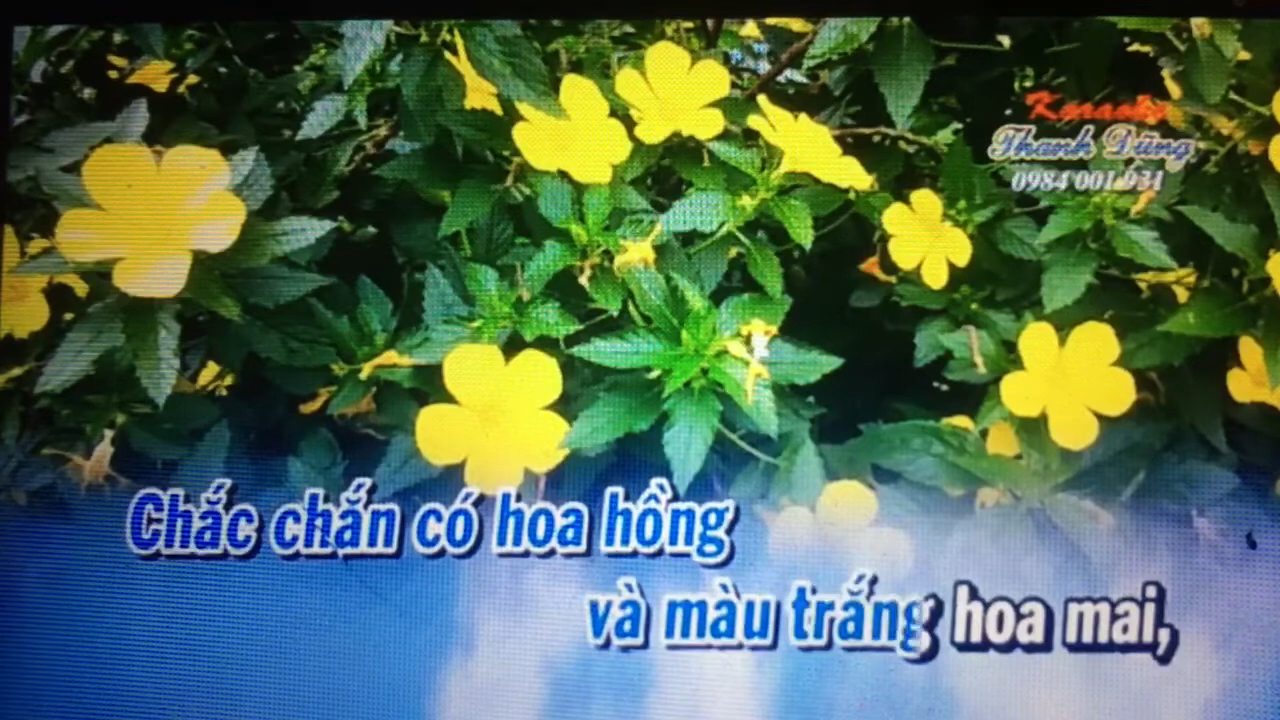 Karaoke
Thanh Dũng
0984 001 931
Chắc chắn có hoa hồng
và màu trắng hoa mai,